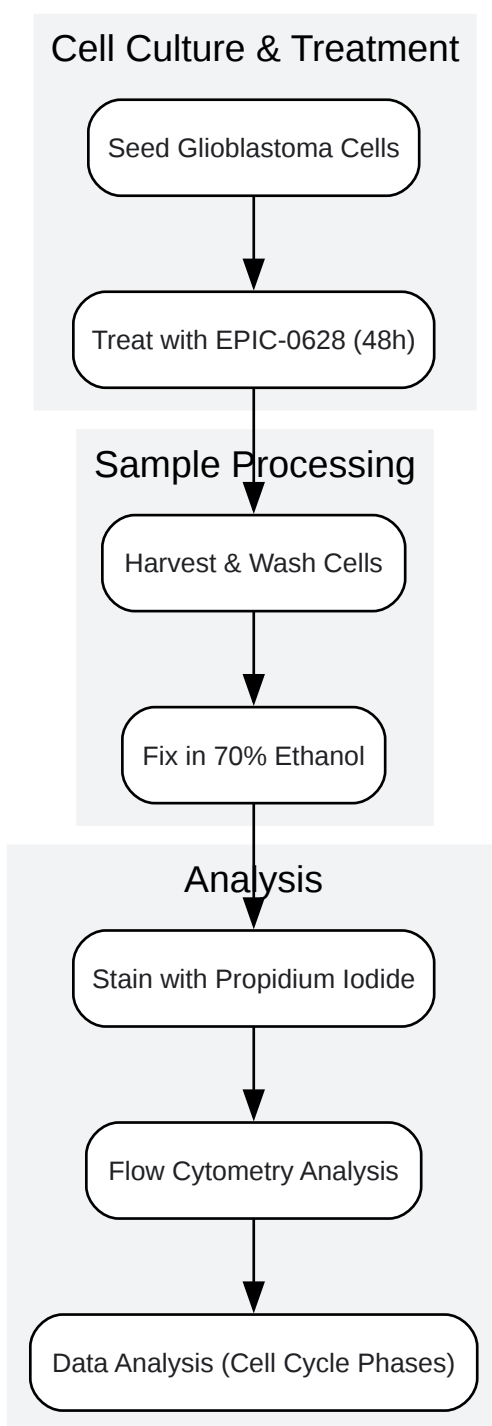 Cell Culture & Treatment
Seed Glioblastoma Cells
Treat with EPIC-0628 (48h)
Sample Processing
Harvest & Wash Cells
Fix in 70% Ethanol
Analysis
Stain with Propidium Iodide
Flow Cytometry Analysis
Data Analysis (Cell Cycle Phases)